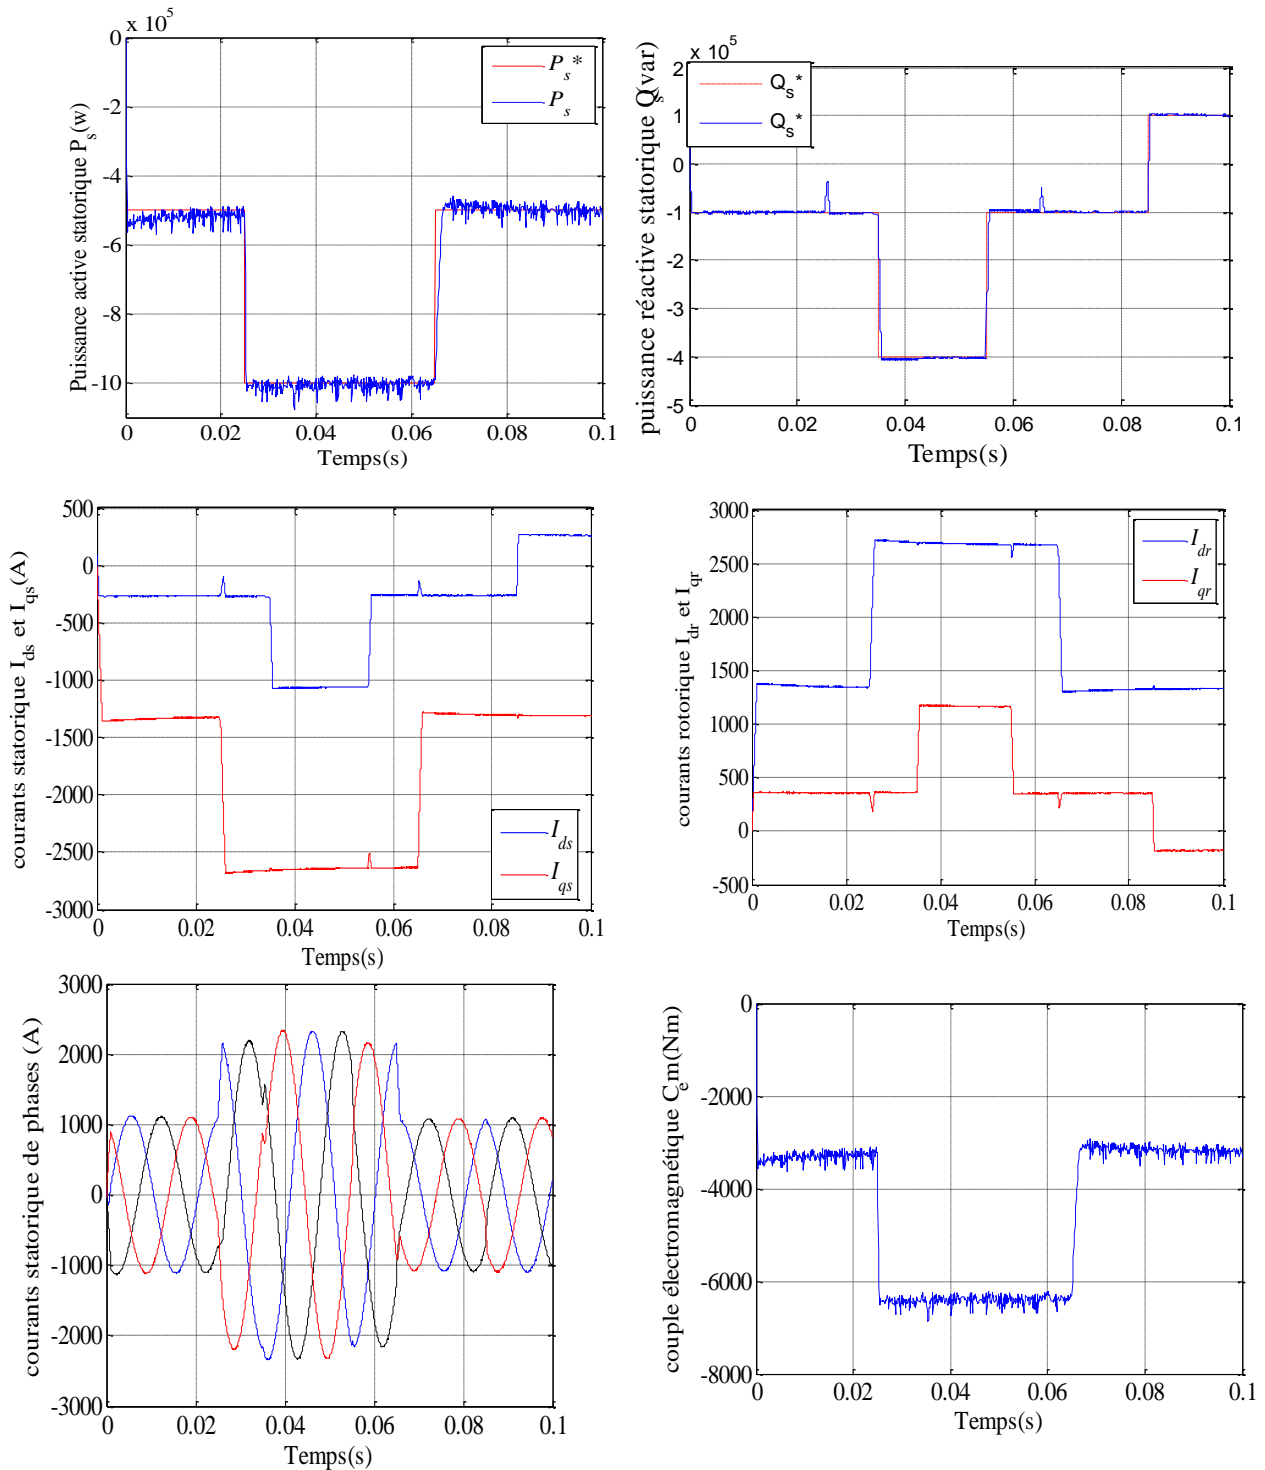 x 10^5
Puissance active statorique P_s(w)
0
-2
-4
-6
-8
-10
P_s*
P_s
0 0.02 0.04 0.06 0.08 0.1
Temps(s)
x 10^5
puissance réactive statorique Q_s(var)
2
1
0
-1
-2
-3
-4
-5
Q_s*
Q_s*
0 0.02 0.04 0.06 0.08 0.1
Temps(s)
courants statorique I_ds et I_qs(A)
500
0
-500
-1000
-1500
-2000
-2500
-3000
I_ds
I_qs
0 0.02 0.04 0.06 0.08 0.1
Temps(s)
courants rotorique I_dr et I_qr
3000
2500
2000
1500
1000
500
0
-500
I_dr
I_qr
0 0.02 0.04 0.06 0.08 0.1
Temps(s)
courants statorique de phases (A)
3000
2000
1000
0
-1000
-2000
-3000
0 0.02 0.04 0.06 0.08 0.1
Temps(s)
couple électromagnétique C_em(Nm)
0
-2000
-4000
-6000
-8000
0 0.02 0.04 0.06 0.08 0.1
Temps(s)